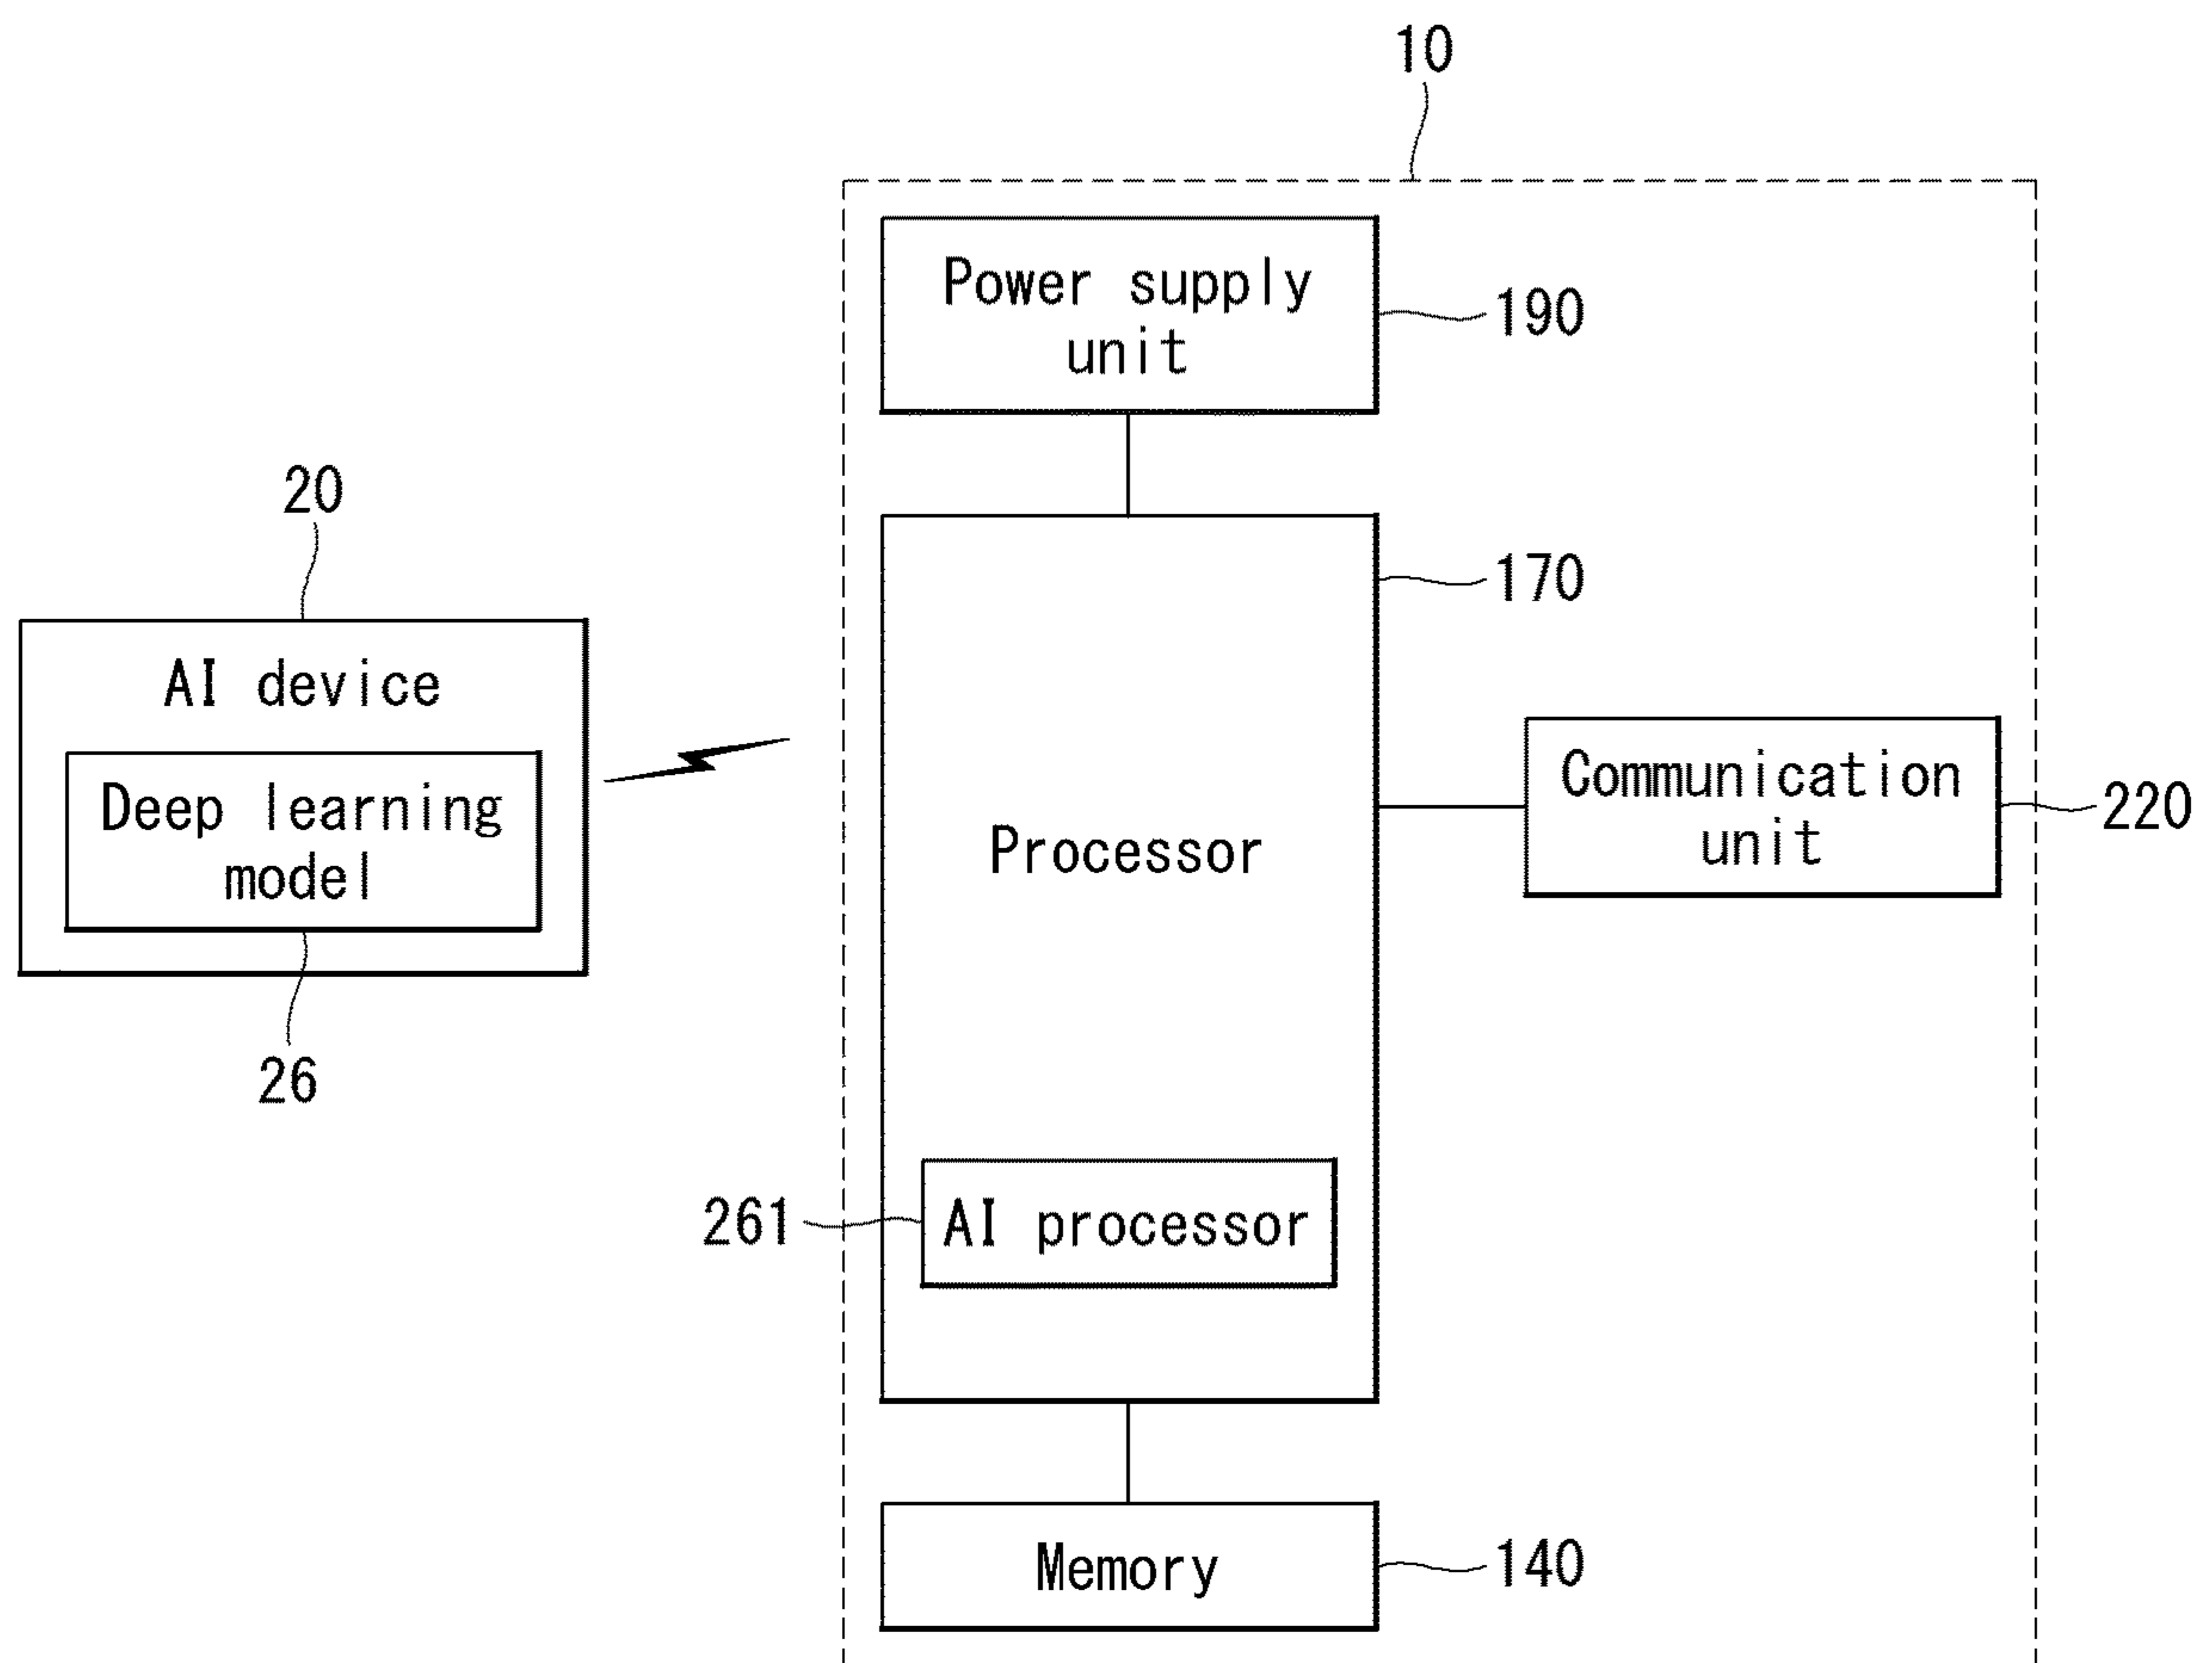 10
Power supply
unit
190
20
170
AI device
Deep learning
model
26
Processor
Communication
unit
220
261
AI processor
Memory
140